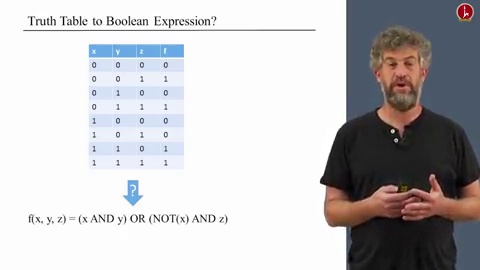 Truth Table to Boolean Expression?
x y z f
0 0 0 0
0 0 1 1
0 1 0 0
0 1 1 1
1 0 0 0
1 0 1 0
1 1 0 1
1 1 1 1
?
f(x, y, z) = (x AND y) OR (NOT(x) AND z)